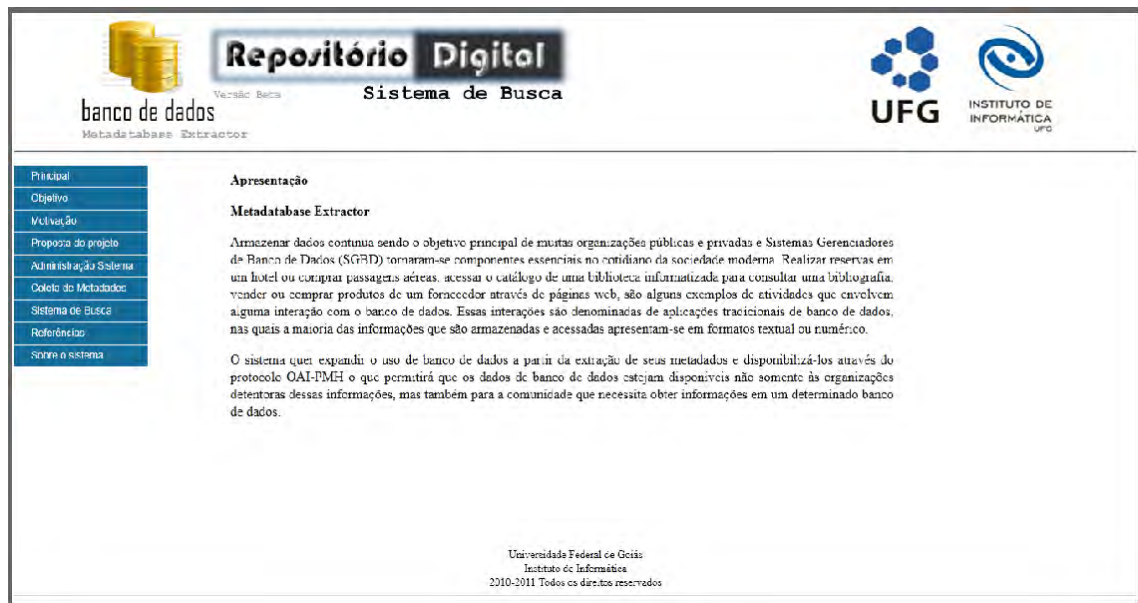 Repositório Digital
Versão Beta
Sistema de Busca
banco de dados
Metadatabase Extractor
UFG
INSTITUTO DE
INFORMÁTICA
UFG
Principal
Objetivo
Motivação
Proposta do projeto
Administração Sistema
Coleta de Metadados
Sistema de Busca
Referências
Sobre o sistema
Apresentação
Metadatabase Extractor
Armazenar dados continua sendo o objetivo principal de muitas organizações públicas e privadas e Sistemas Gerenciadores
de Banco de Dados (SGBD) tornaram-se componentes essenciais no cotidiano da sociedade moderna. Realizar reservas em
um hotel ou comprar passagens aéreas, acessar o catálogo de uma biblioteca informatizada para consultar uma bibliografia,
vender ou comprar produtos de um fornecedor através de páginas web, são alguns exemplos de atividades que envolvem
alguma interação com o banco de dados. Essas interações são denominadas de aplicações tradicionais de banco de dados,
nas quais a maioria das informações que são armazenadas e acessadas apresentam-se em formatos textual ou numérico.
O sistema quer expandir o uso de banco de dados a partir da extração de seus metadados e disponibilizá-los através do
protocolo OAI-PMH o que permitirá que os dados de banco de dados estejam disponíveis não somente às organizações
detentoras dessas informações, mas também para a comunidade que necessita obter informações em um determinado banco
de dados.
Universidade Federal de Goiás
Instituto de Informática
2010-2011 Todos os direitos reservados